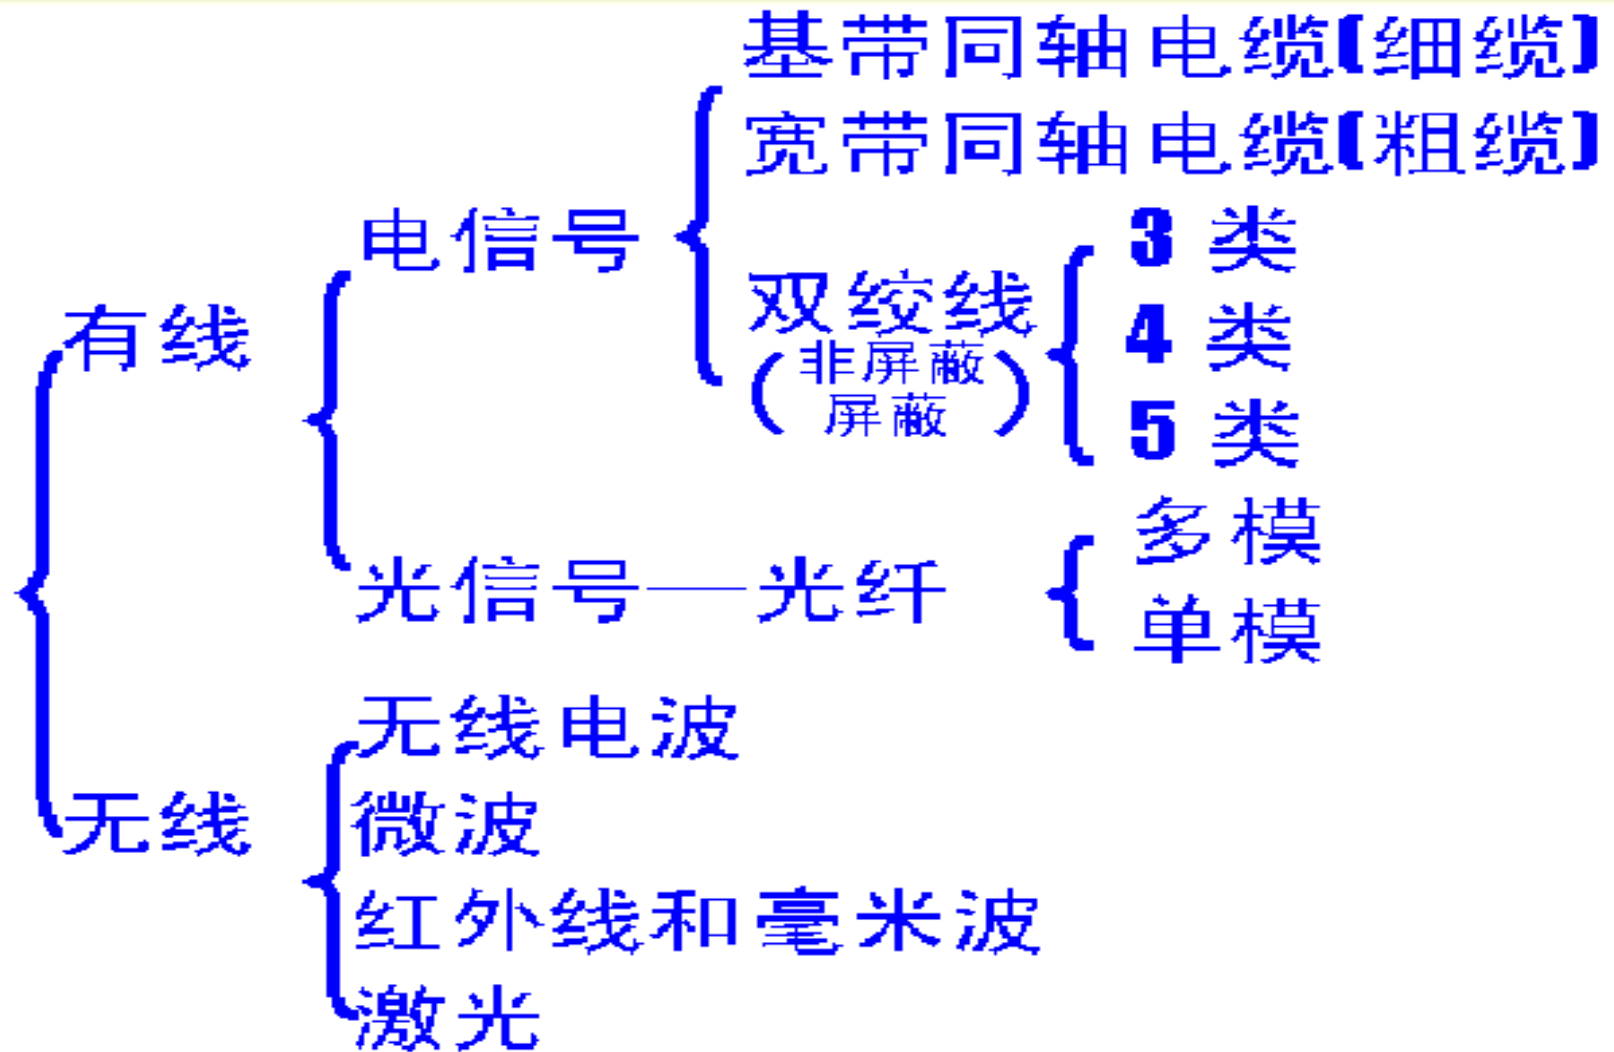 基带同轴电缆(细缆)
宽带同轴电缆(粗缆)
电信号
3 类
双绞线
(非屏蔽
屏蔽)
有线
4 类
5 类
多模
光信号—光纤
单模
无线电波
无线
微波
红外线和毫米波
激光